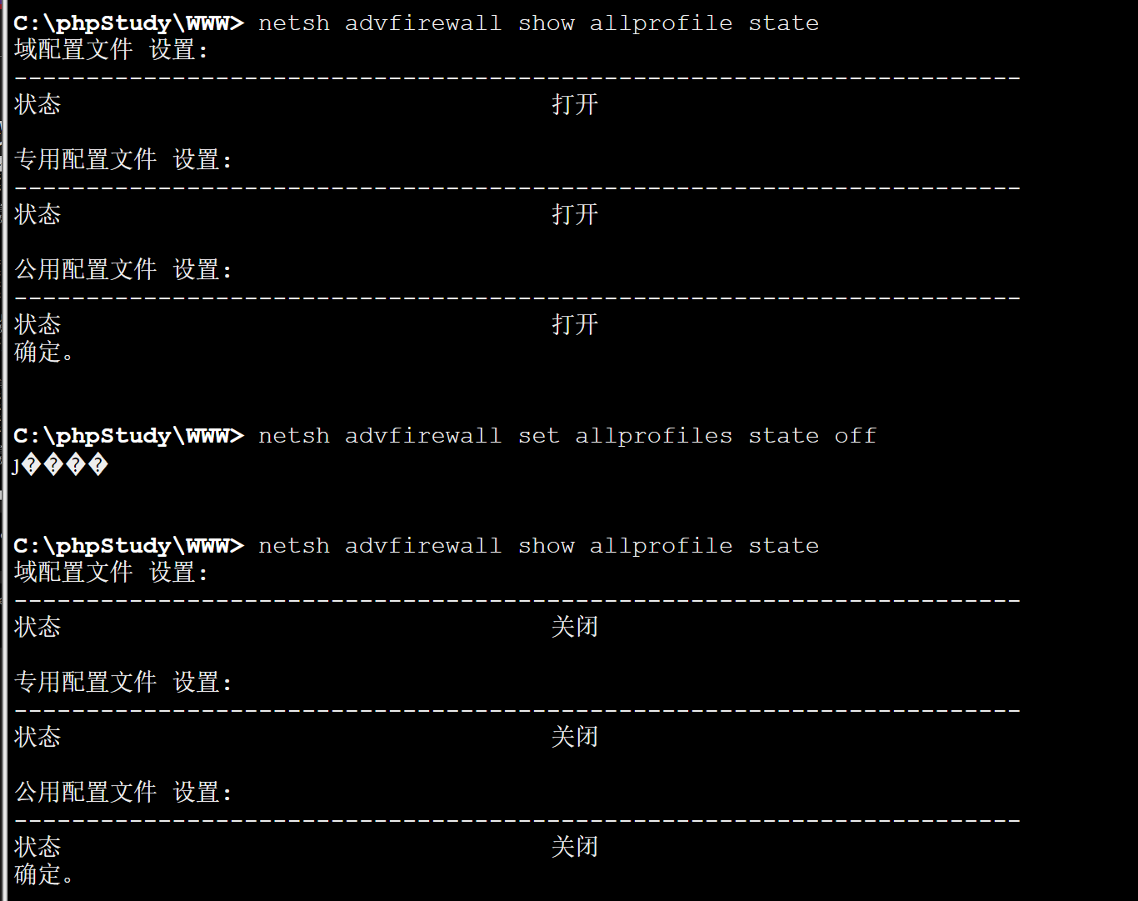 C:\phpStudy\WWW> netsh advfirewall show allprofile state
域配置文件 设置:
----------------------------------------------------------------------
状态 打开
专用配置文件 设置:
----------------------------------------------------------------------
状态 打开
公用配置文件 设置:
----------------------------------------------------------------------
状态 打开
确定。
C:\phpStudy\WWW> netsh advfirewall set allprofiles state off
J����
C:\phpStudy\WWW> netsh advfirewall show allprofile state
域配置文件 设置:
----------------------------------------------------------------------
状态 关闭
专用配置文件 设置:
----------------------------------------------------------------------
状态 关闭
公用配置文件 设置:
----------------------------------------------------------------------
状态 关闭
确定。